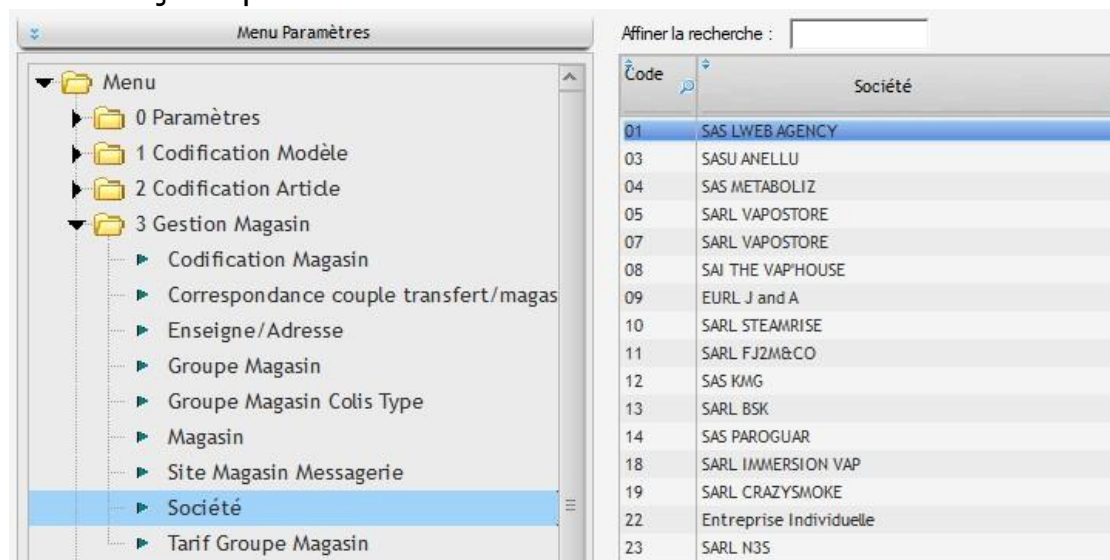 Menu Paramètres
Menu
0 Paramètres
1 Codification Modèle
2 Codification Article
3 Gestion Magasin
Codification Magasin
Correspondance couple transfert/magas
Enseigne/Adresse
Groupe Magasin
Groupe Magasin Colis Type
Magasin
Site Magasin Messagerie
Société
Tarif Groupe Magasin
Affiner la recherche :
Code Société
01 SAS LWEB AGENCY
03 SASU ANELLU
04 SAS METABOLIZ
05 SARL VAPOSTORE
07 SARL VAPOSTORE
08 SAI THE VAP'HOUSE
09 EURL J and A
10 SARL STEAMRISE
11 SARL FJ2M&CO
12 SAS KMG
13 SARL BSK
14 SAS PAROGUAR
18 SARL IMMERSION VAP
19 SARL CRAZYSMOKE
22 Entreprise Individuelle
23 SARL N3S